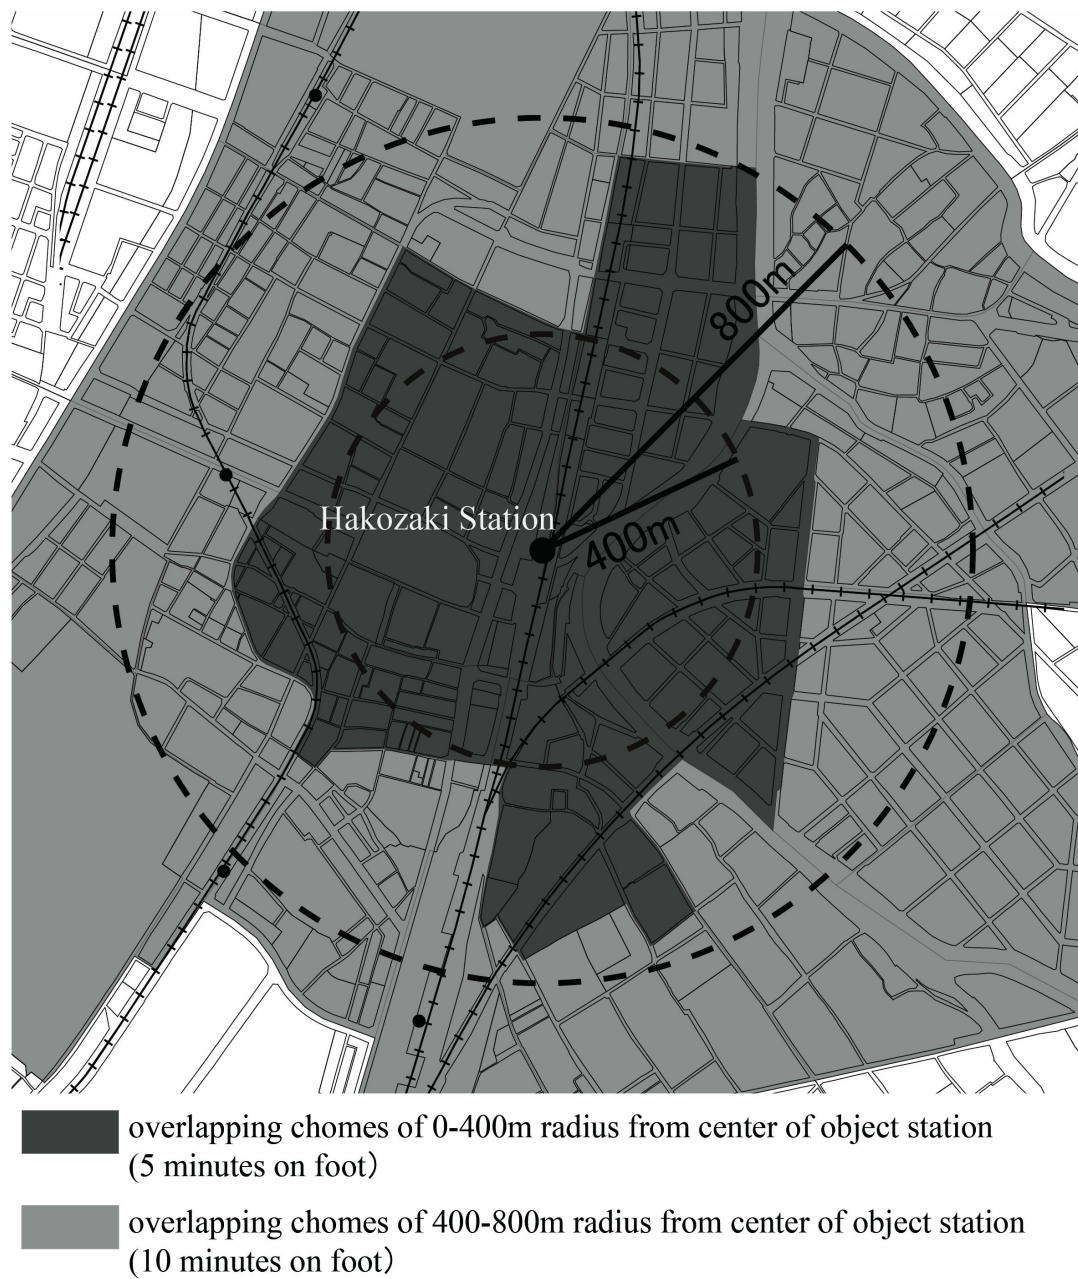 800m
Hakozaki Station
400m
overlapping chomes of 0-400m radius from center of object station
(5 minutes on foot）
overlapping chomes of 400-800m radius from center of object station
(10 minutes on foot）